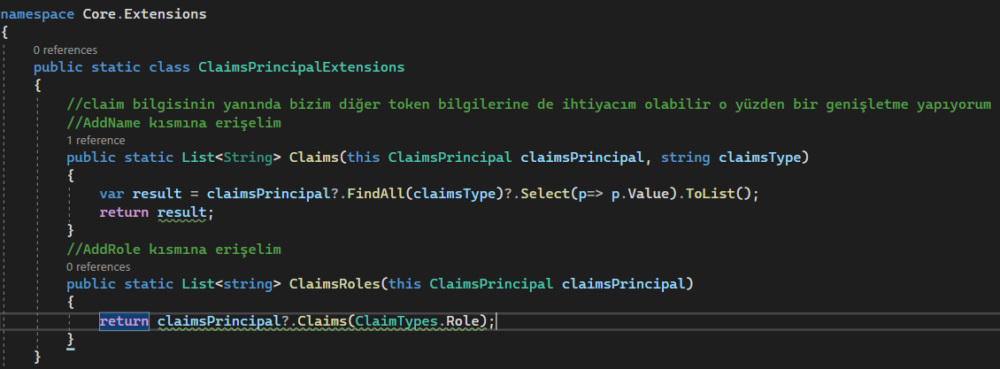 namespace Core.Extensions
{
0 references
public static class ClaimsPrincipalExtensions
{
//claim bilgisinin yanında bizim diğer token bilgilerine de ihtiyacım olabilir o yüzden bir genişletme yapıyorum
//AddName kısmına erişelim
1 reference
public static List<String> Claims(this ClaimsPrincipal claimsPrincipal, string claimsType)
{
var result = claimsPrincipal?.FindAll(claimsType)?.Select(p=> p.Value).ToList();
return result;
}
//AddRole kısmına erişelim
0 references
public static List<string> ClaimsRoles(this ClaimsPrincipal claimsPrincipal)
{
return claimsPrincipal?.Claims(ClaimTypes.Role);
}
}